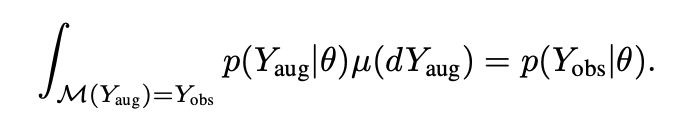 ∫_{ℳ(Y_aug)=Y_obs} p(Y_aug|θ)μ(dY_aug) = p(Y_obs|θ).